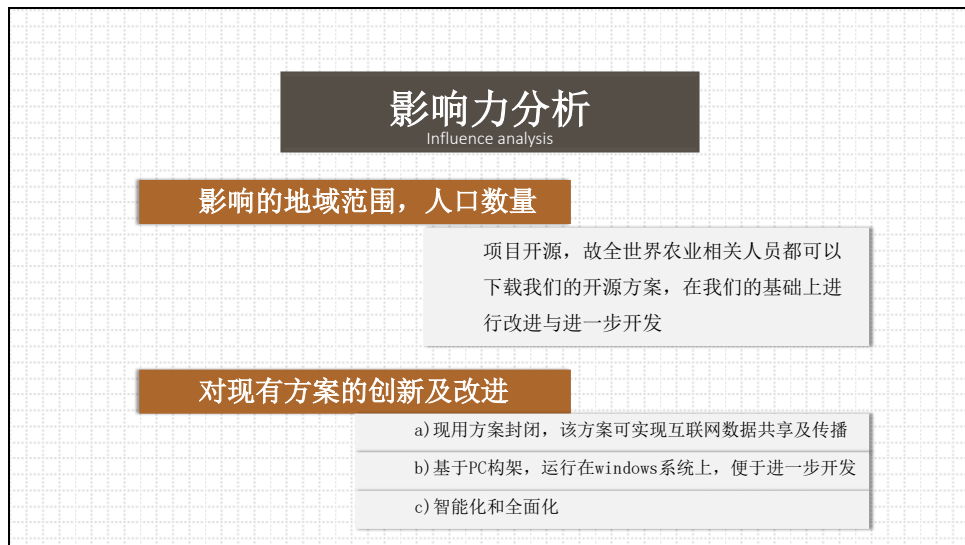 影响力分析
Influence analysis
影响的地域范围，人口数量
项目开源，故全世界农业相关人员都可以
下载我们的开源方案，在我们的基础上进
行改进与进一步开发
对现有方案的创新及改进
a)现用方案封闭，该方案可实现互联网数据共享及传播
b)基于PC构架，运行在windows系统上，便于进一步开发
c)智能化和全面化